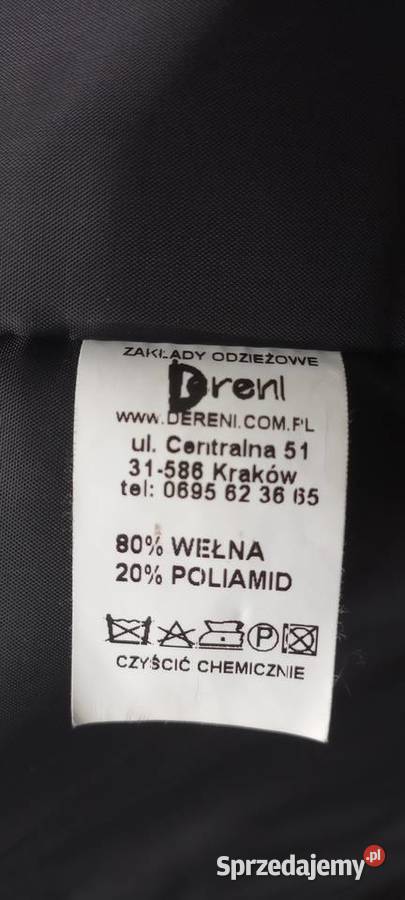 ZAKŁADY ODZIEŻOWE
Dereni
WWW.DERENI.COM.PL
ul. Centralna 51
31-586 Kraków
tel: 0695 62 36 65
80% WEŁNA
20% POLIAMID
P
CZYŚCIĆ CHEMICZNIE
Sprzedajemy.pl